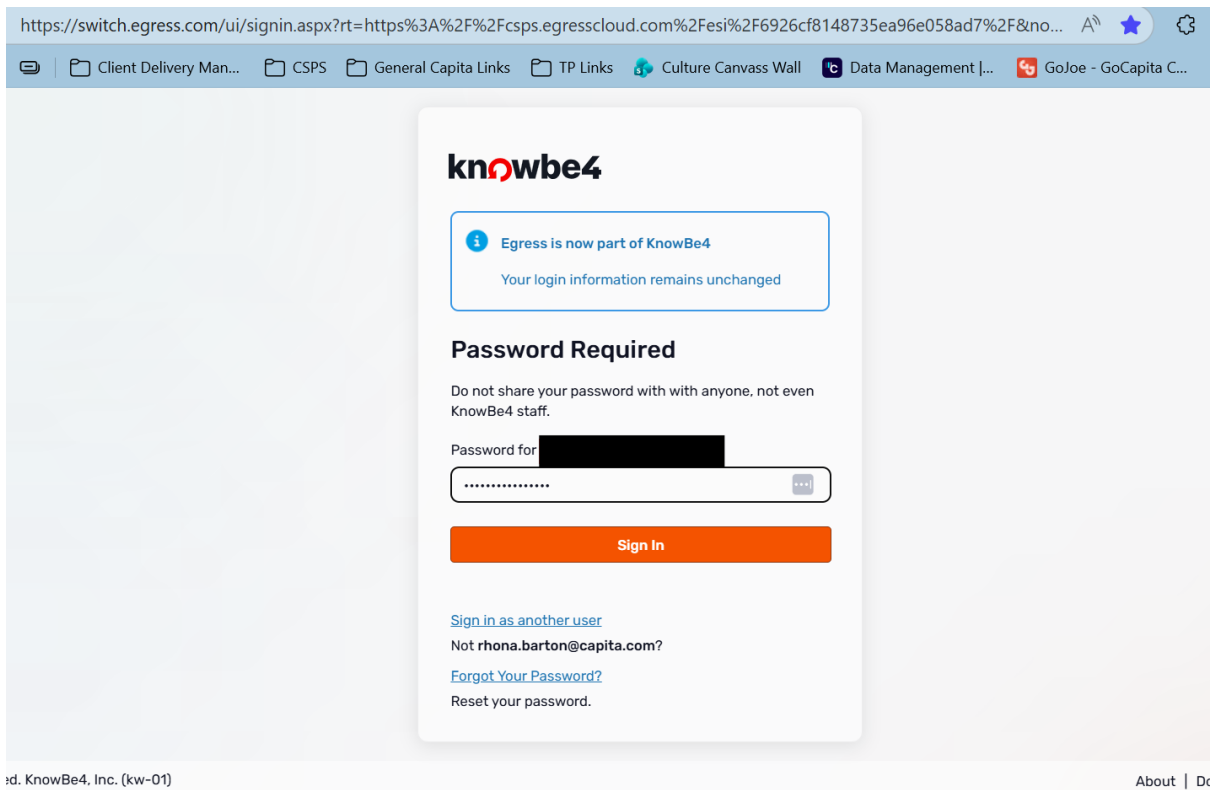 https://switch.egress.com/ui/signin.aspx?rt=https%3A%2F%2Fcsps.egresscloud.com%2Fesi%2F6926cf8148735ea96e058ad7%2F&no...
Client Delivery Man... CSPS General Capita Links TP Links Culture Canvass Wall Data Management |... GoJoe - GoCapita C...
knowbe4
Egress is now part of KnowBe4
Your login information remains unchanged
Password Required
Do not share your password with with anyone, not even
KnowBe4 staff.
Password for
Sign In
Sign in as another user
Not rhona.barton@capita.com?
Forgot Your Password?
Reset your password.
ed. KnowBe4, Inc. (kw-01) About | Do